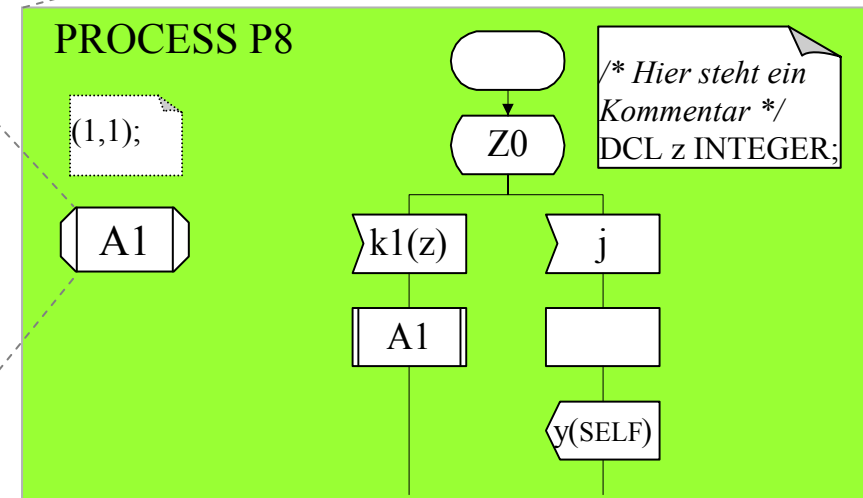 PROCESS P8
/* Hier steht ein
Kommentar */
DCL z INTEGER;
(1,1);
Z0
A1
k1(z)
j
A1
y(SELF)